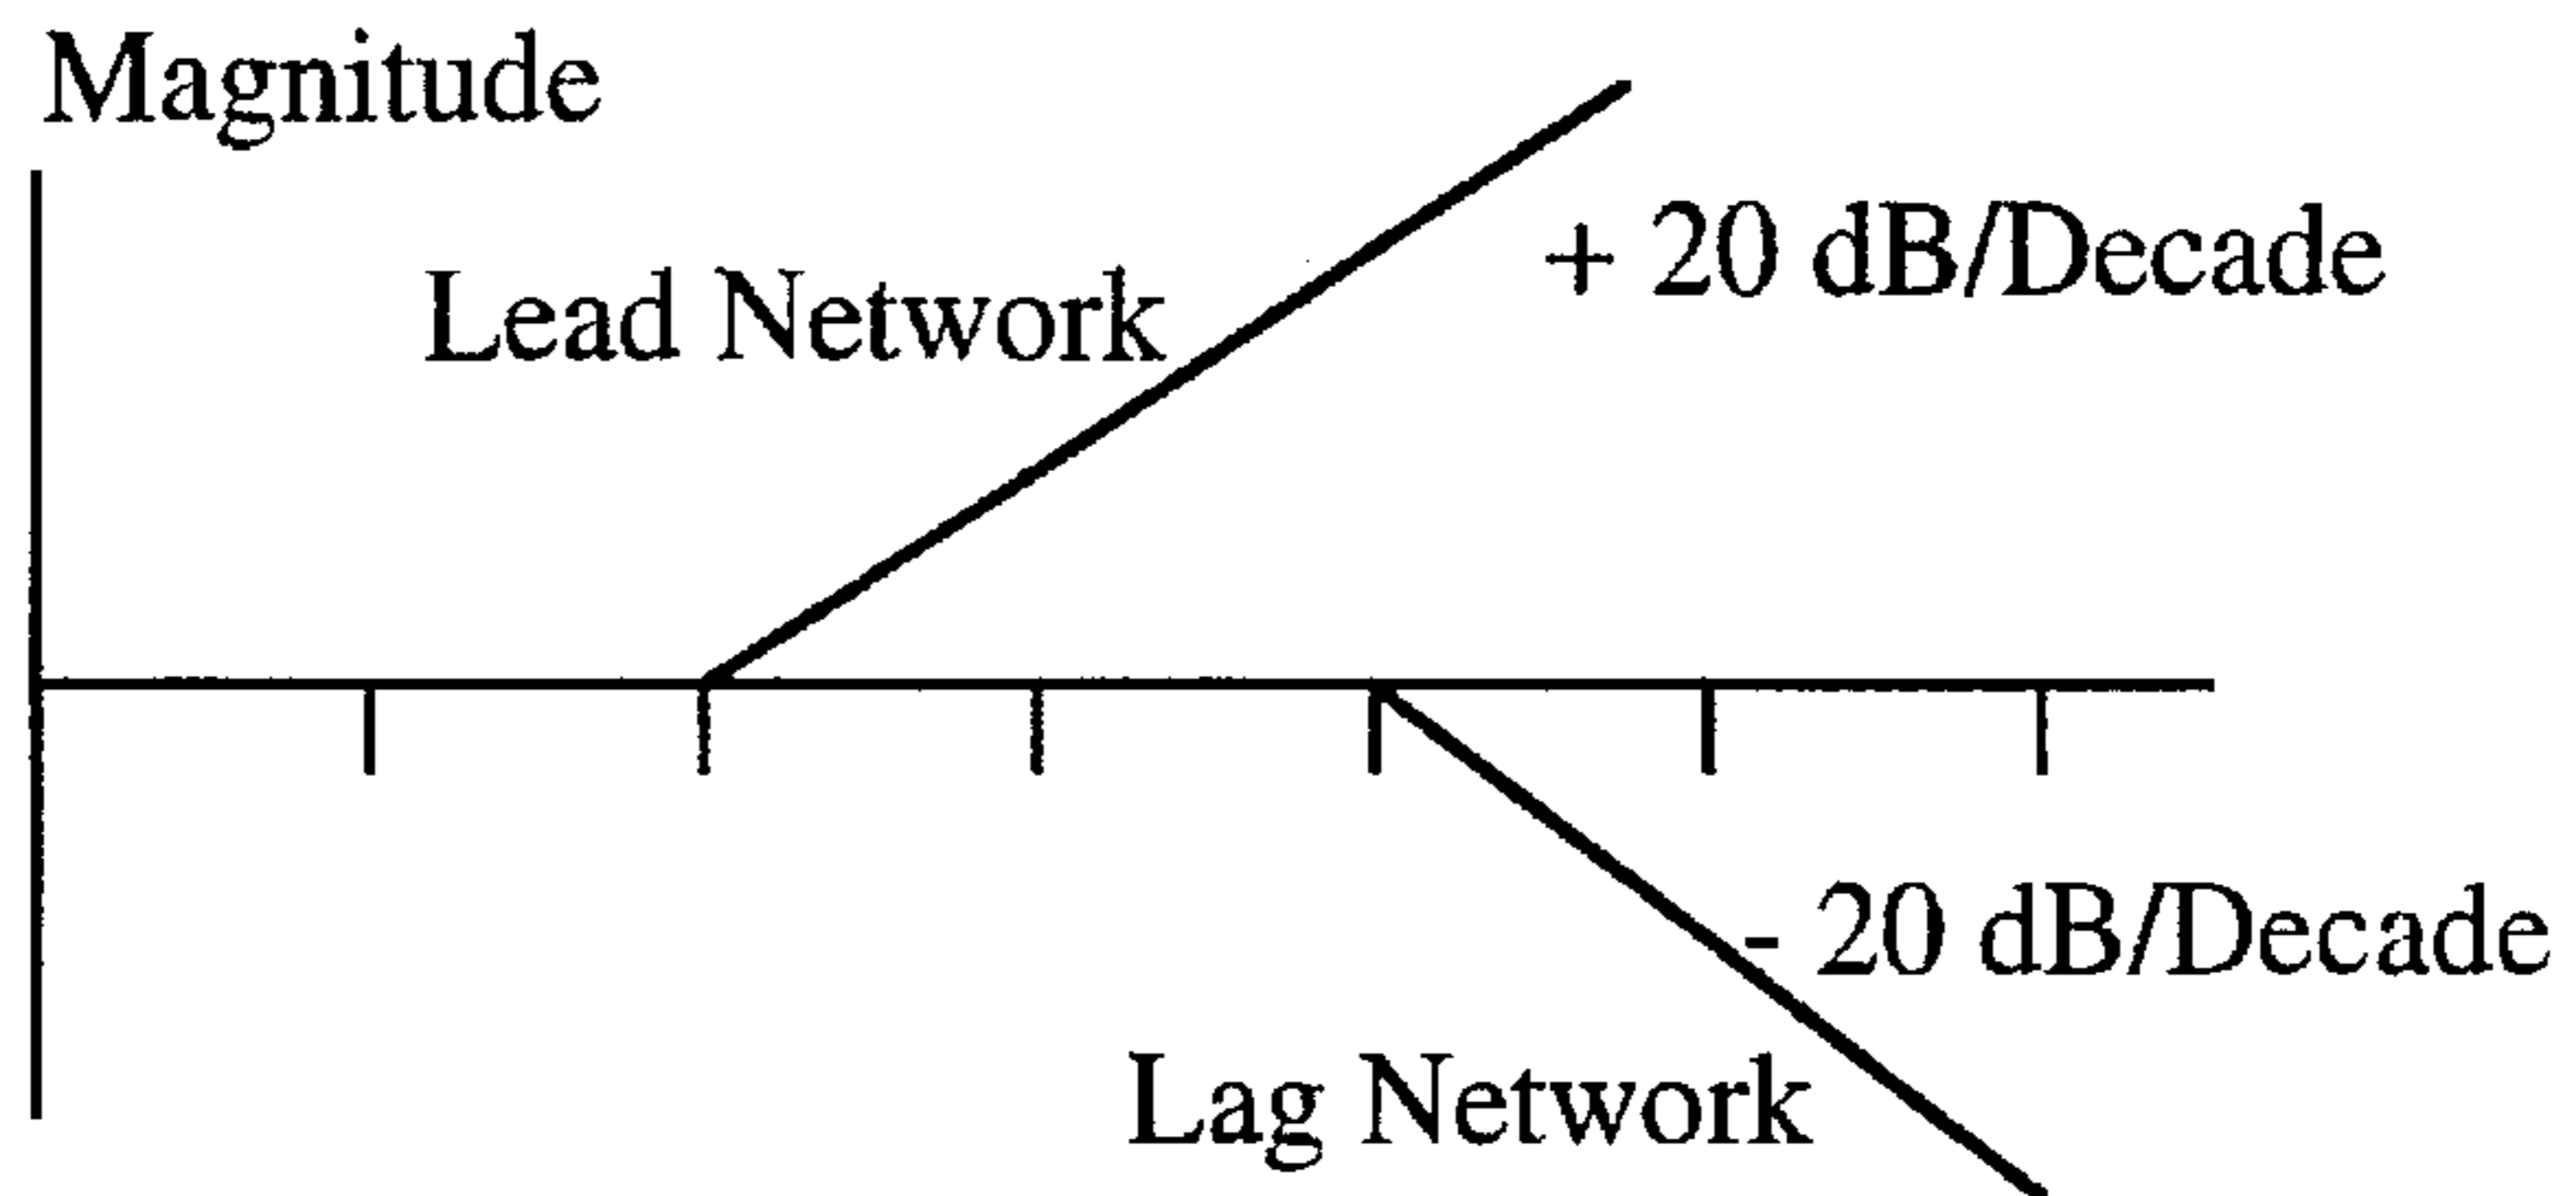 Magnitude
+ 20 dB/Decade
Lead Network
- 20 dB/Decade
Lag Network